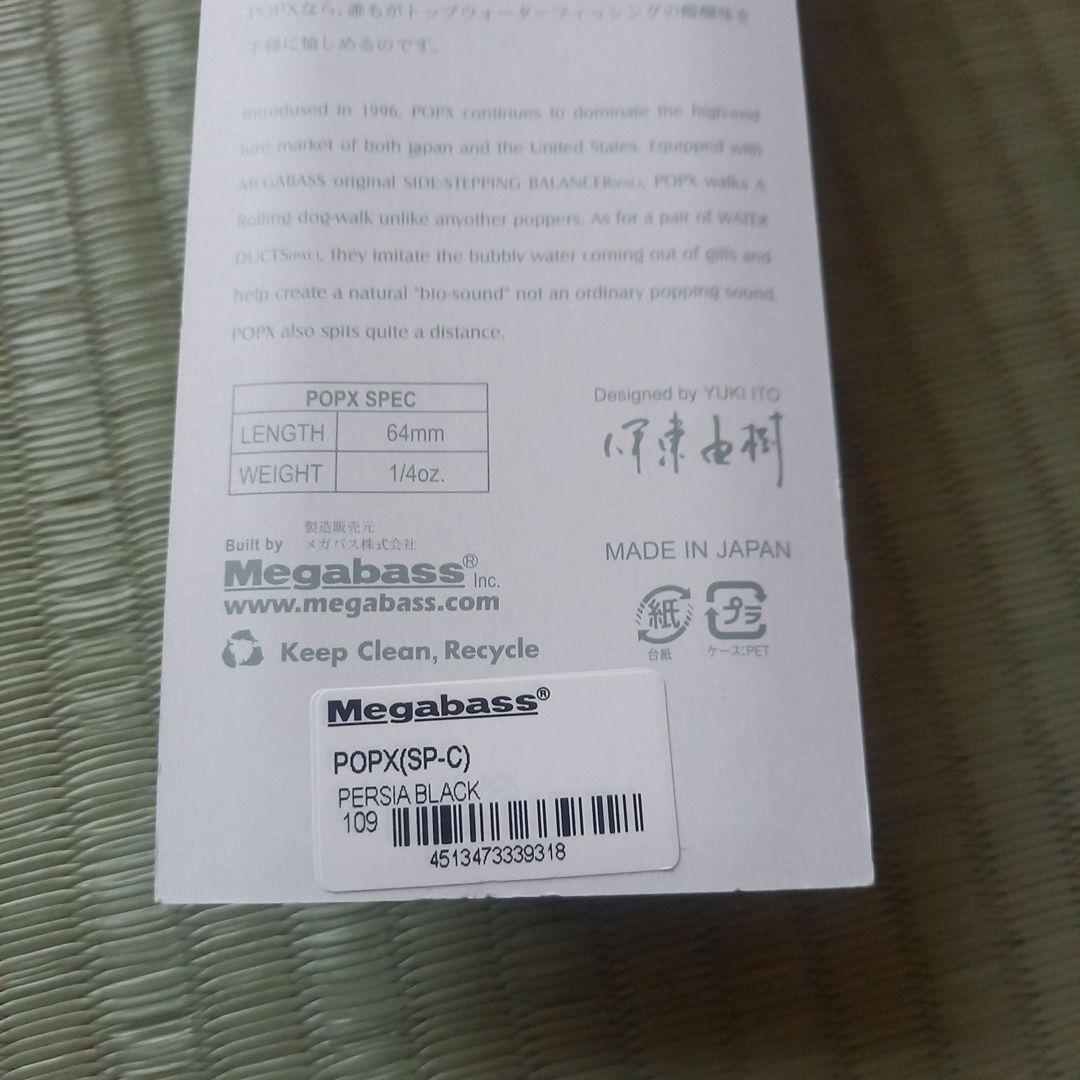 POPXなら、誰もがトップウォーターフィッシングの醍醐味を
手軽に愉しめるのです。
Introdused in 1996, POPX continues to dominate the high-end
lure market of both Japan and the United States. Equipped with
MEGABASS original SIDE-STEPPING BALANCER(PAT.), POPX walks A
Rolling dog-walk unlike anyother poppers. As for a pair of WATER
DUCTS(PAT.), they imitate the bubbly water coming out of gills and
help create a natural "bio-sound" not an ordinary popping sound.
POPX also spits quite a distance.
POPX SPEC
LENGTH 64mm
WEIGHT 1/4oz.
Designed by YUKI ITO
伊東由樹
製造販売元
Built by メガバス株式会社
Megabass® Inc.
www.megabass.com
Keep Clean, Recycle
MADE IN JAPAN
紙 プラ
台紙 ケース:PET
Megabass®
POPX(SP-C)
PERSIA BLACK
109
4513473339318